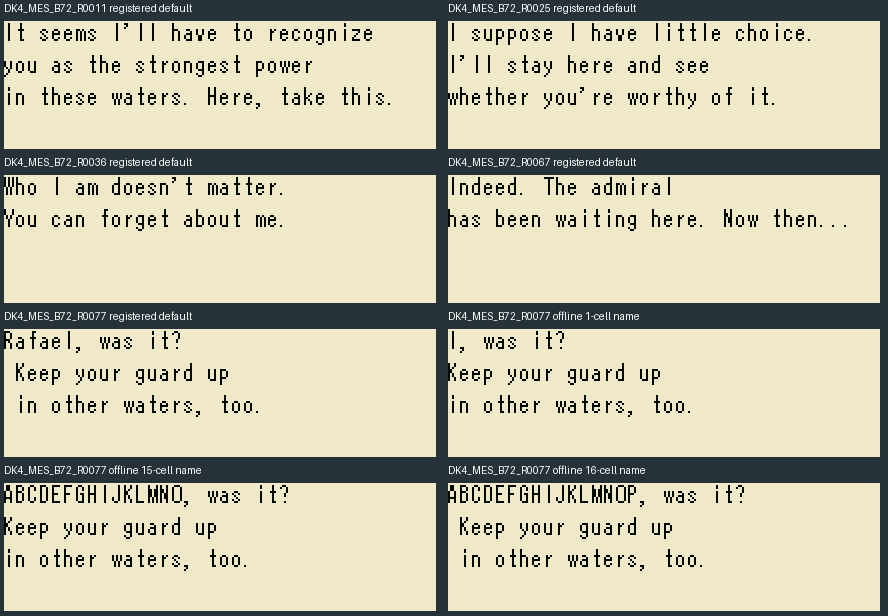 DK4_MES_B72_R0011 registered default
It seems I'll have to recognize
you as the strongest power
in these waters. Here, take this.
DK4_MES_B72_R0025 registered default
I suppose I have little choice.
I'll stay here and see
whether you're worthy of it.
DK4_MES_B72_R0036 registered default
Who I am doesn't matter.
You can forget about me.
DK4_MES_B72_R0067 registered default
Indeed. The admiral
has been waiting here. Now then...
DK4_MES_B72_R0077 registered default
Rafael, was it?
Keep your guard up
in other waters, too.
DK4_MES_B72_R0077 offline 1-cell name
I, was it?
Keep your guard up
in other waters, too.
DK4_MES_B72_R0077 offline 15-cell name
ABCDEFGHIJKLMNO, was it?
Keep your guard up
in other waters, too.
DK4_MES_B72_R0077 offline 16-cell name
ABCDEFGHIJKLMNOP, was it?
Keep your guard up
in other waters, too.